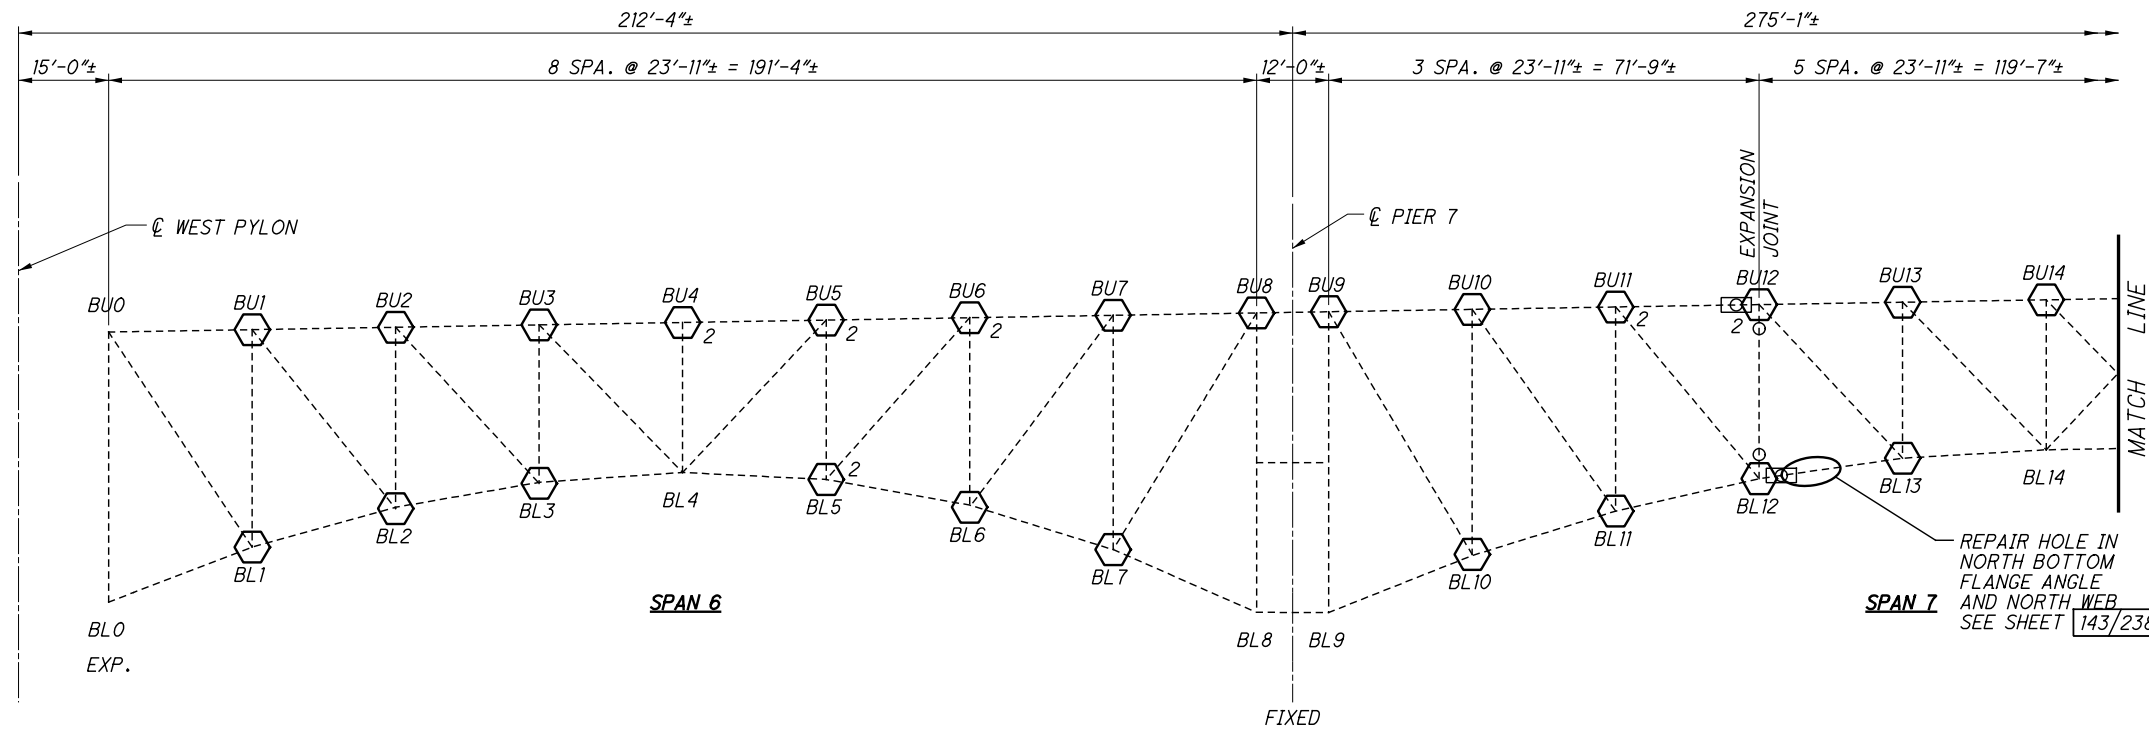 212'-4"±
275'-1"±
15'-0"±
8 SPA. @ 23'-11"± = 191'-4"±
12'-0"±
3 SPA. @ 23'-11"± = 71'-9"±
5 SPA. @ 23'-11"± = 119'-7"±
℄ WEST PYLON
℄ PIER 7
EXPANSION
JOINT
BU0
BU1
BU2
BU3
BU4
BU5
BU6
BU7
BU8
BU9
BU10
BU11
BU12
BU13
BU14
2
2
2
2
2
MATCH LINE
BL0
BL1
BL2
BL3
BL4
BL5
2
BL6
BL7
BL8
BL9
BL10
BL11
BL12
BL13
BL14
EXP.
SPAN 6
SPAN 7
FIXED
REPAIR HOLE IN
NORTH BOTTOM
FLANGE ANGLE
AND NORTH WEB
SEE SHEET 143/238